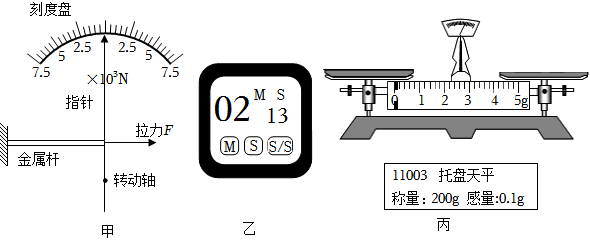 刻度盘
7.5 5 2.5 2.5 5 7.5
×10³N
指针
拉力F
金属杆
转动轴
甲
02 M S 13
M S S/S
乙
0 1 2 3 4 5g
11003 托盘天平
称量：200g 感量:0.1g
丙